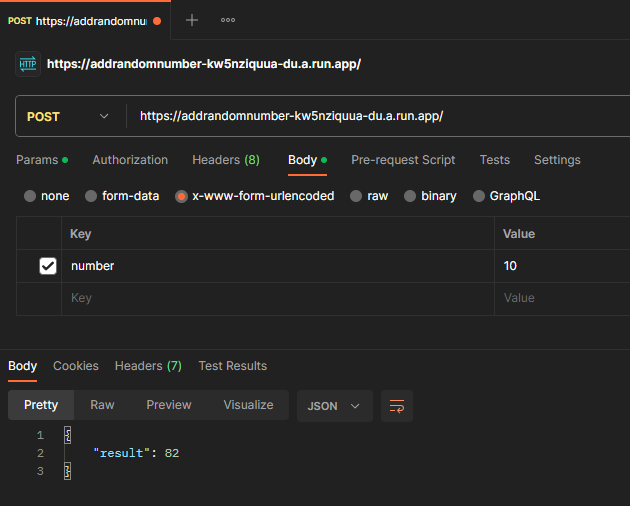 POST https://addrandomnu
HTTP https://addrandomnumber-kw5nziquua-du.a.run.app/
POST https://addrandomnumber-kw5nziquua-du.a.run.app/
Params Authorization Headers (8) Body Pre-request Script Tests Settings
none form-data x-www-form-urlencoded raw binary GraphQL
Key Value
number 10
Key Value
Body Cookies Headers (7) Test Results
Pretty Raw Preview Visualize JSON
1 {
2 "result": 82
3 }